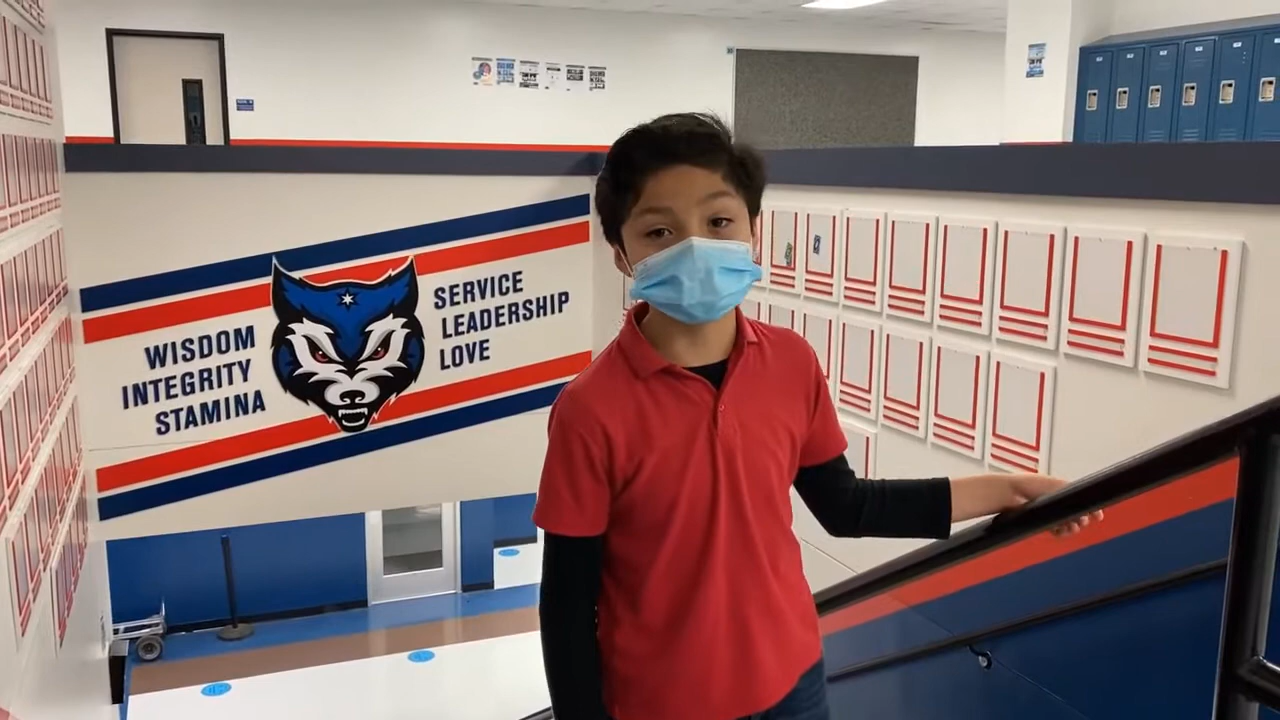 WISDOM
INTEGRITY
STAMINA
SERVICE
LEADERSHIP
LOVE